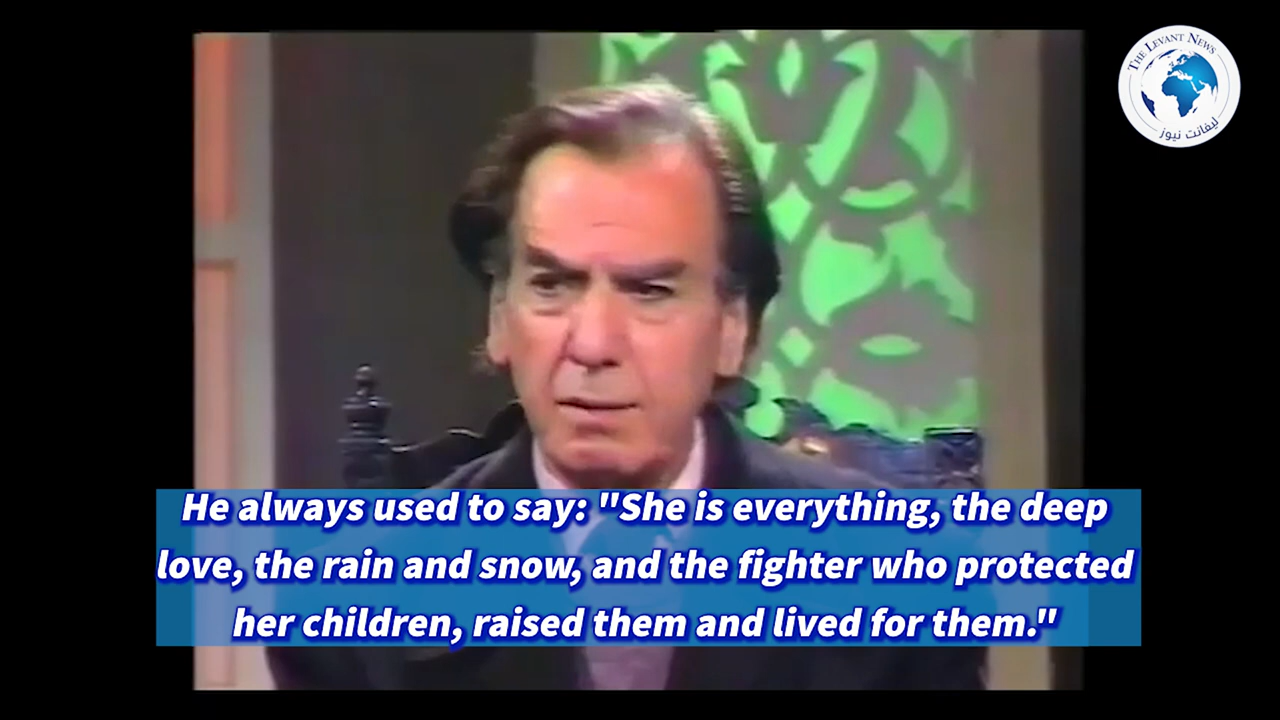 THE LEVANT NEWS
ليفانت نيوز
He always used to say: "She is everything, the deep
love, the rain and snow, and the fighter who protected
her children, raised them and lived for them."